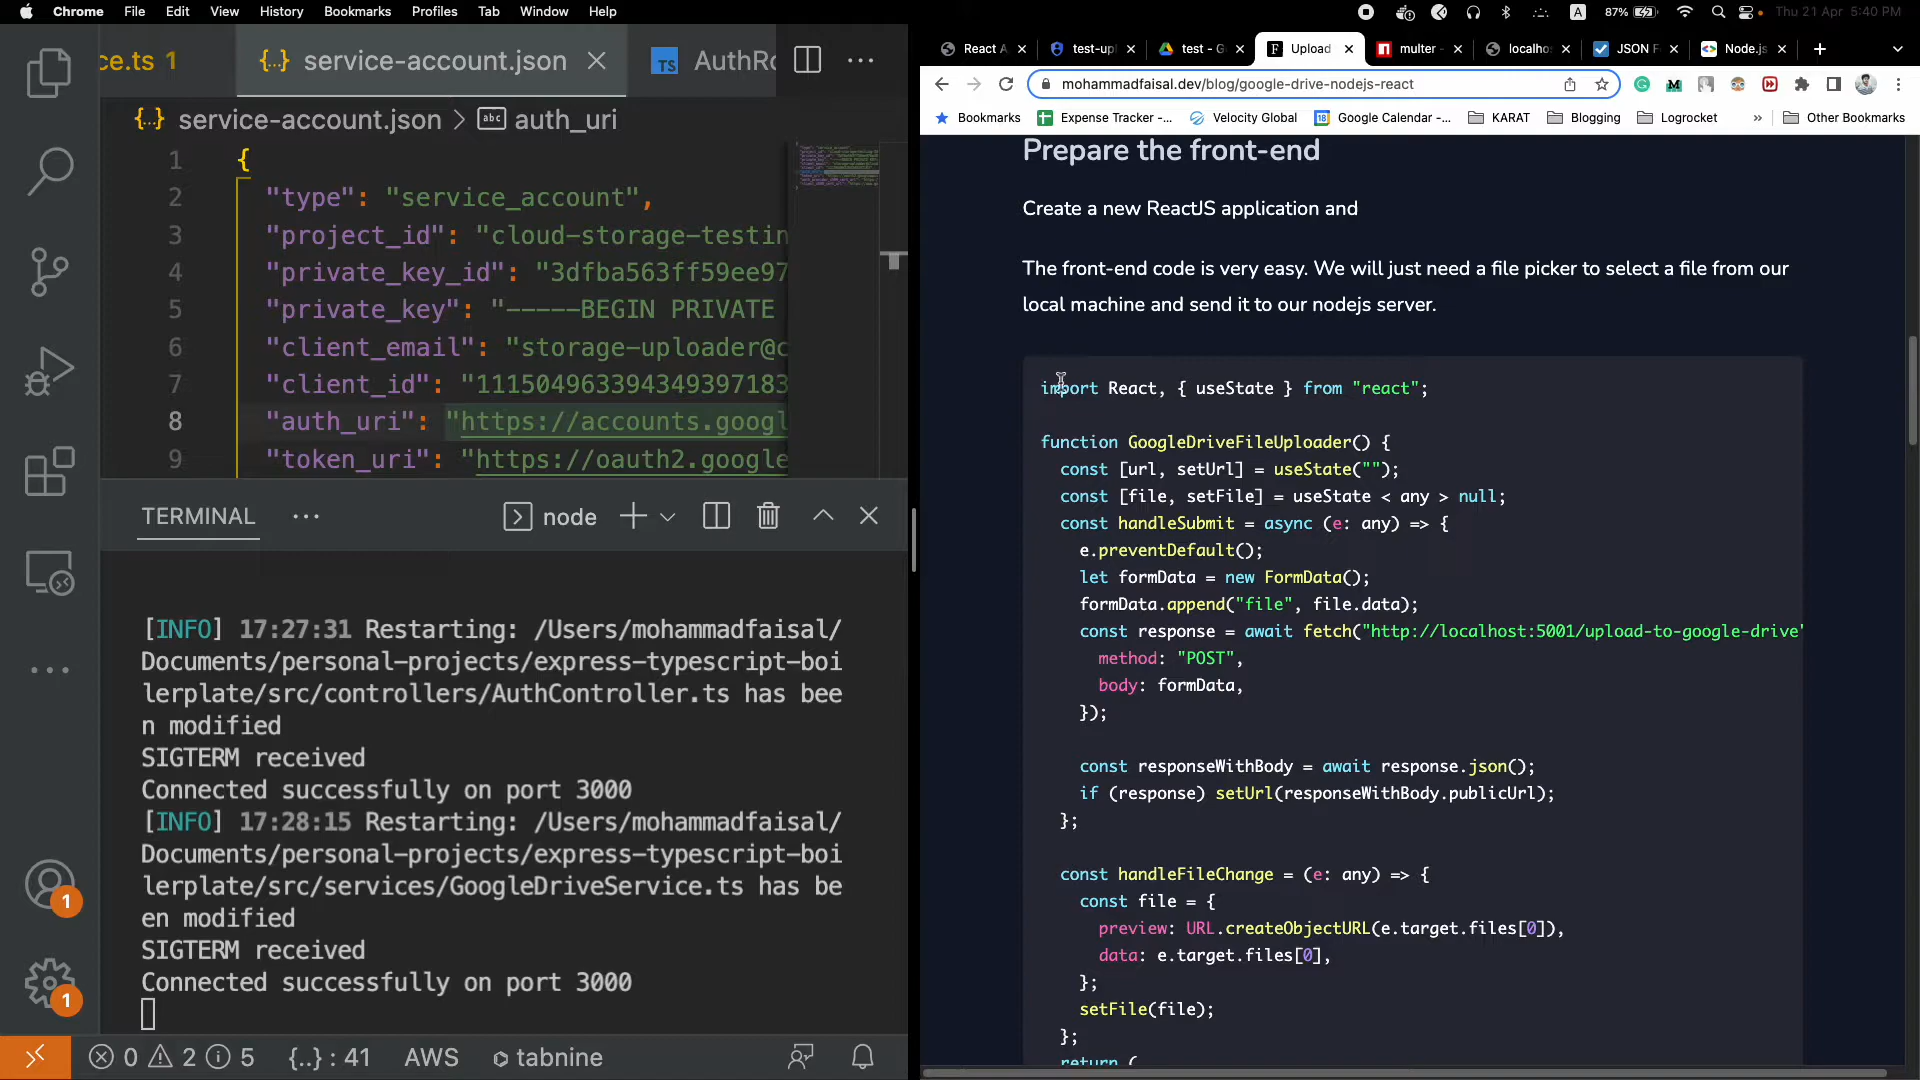 Chrome File Edit View History Bookmarks Profiles Tab Window Help
A 87% Thu 21 Apr 5:40 PM
ce.ts 1 {..} service-account.json TS
{..} service-account.json > abc auth_uri
1 {
2 "type": "service_account",
3 "project_id": "cloud-storage-testin
4 "private_key_id": "3dfba563ff59ee97
5 "private_key": "-----BEGIN PRIVATE
6 "client_email": "storage-uploader@c
7 "client_id": "111504963394349397183
8 "auth_uri": "https://accounts.googl
9 "token_uri": "https://oauth2.google
TERMINAL ... node
[INFO] 17:27:31 Restarting: /Users/mohammadfaisal/
Documents/personal-projects/express-typescript-boi
lerplate/src/controllers/AuthController.ts has bee
n modified
SIGTERM received
Connected successfully on port 3000
[INFO] 17:28:15 Restarting: /Users/mohammadfaisal/
Documents/personal-projects/express-typescript-boi
lerplate/src/services/GoogleDriveService.ts has be
en modified
SIGTERM received
Connected successfully on port 3000
1
1
0 2 5 {..} : 41 AWS tabnine
React A test-upl test - G Upload multer localho JSON F Node.js
mohammadfaisal.dev/blog/google-drive-nodejs-react
Bookmarks Expense Tracker -... Velocity Global 18 Google Calendar -... KARAT Blogging Logrocket » Other Bookmarks
Prepare the front-end
Create a new ReactJS application and
The front-end code is very easy. We will just need a file picker to select a file from our
local machine and send it to our nodejs server.
import React, { useState } from "react";
function GoogleDriveFileUploader() {
const [url, setUrl] = useState("");
const [file, setFile] = useState < any > null;
const handleSubmit = async (e: any) => {
e.preventDefault();
let formData = new FormData();
formData.append("file", file.data);
const response = await fetch("http://localhost:5001/upload-to-google-drive"
method: "POST",
body: formData,
});
const responseWithBody = await response.json();
if (response) setUrl(responseWithBody.publicUrl);
};
const handleFileChange = (e: any) => {
const file = {
preview: URL.createObjectURL(e.target.files[0]),
data: e.target.files[0],
};
setFile(file);
};
return (